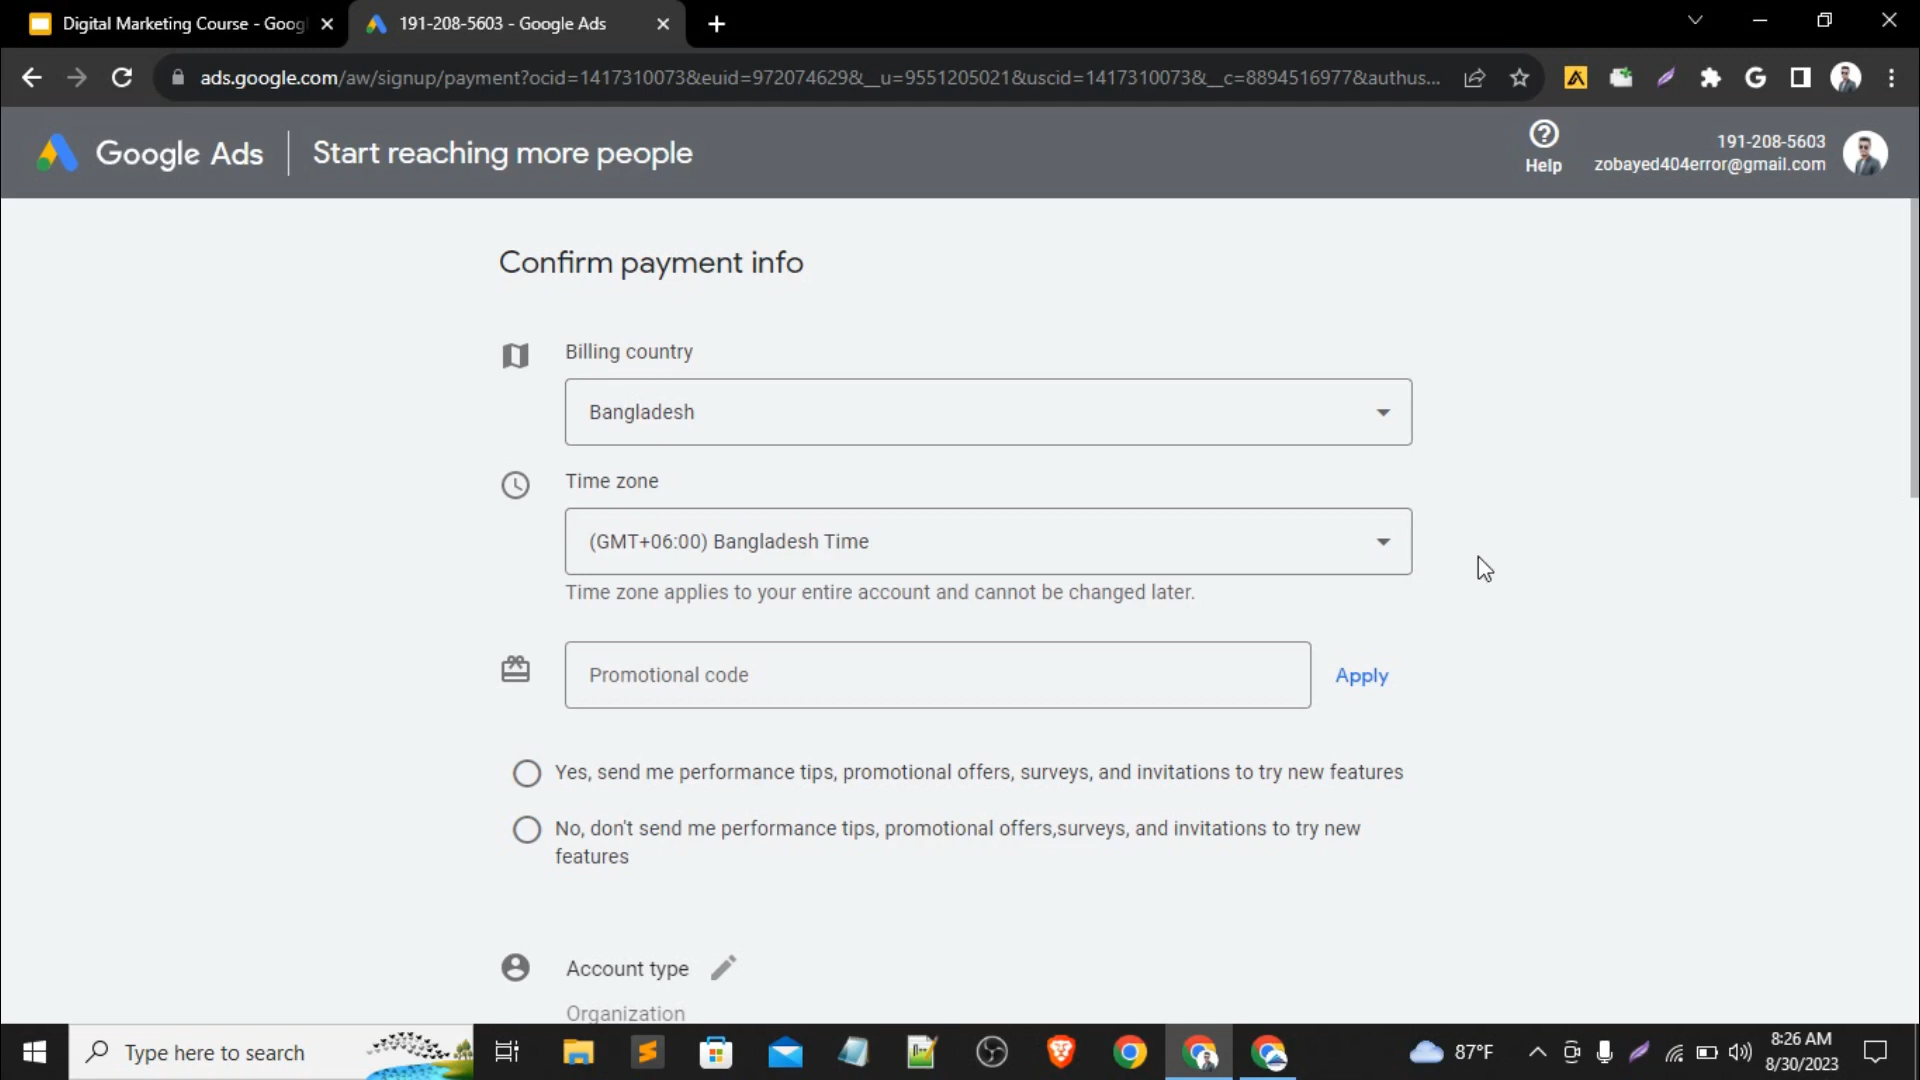 Digital Marketing Course - Goog
191-208-5603 - Google Ads
ads.google.com/aw/signup/payment?ocid=1417310073&euid=972074629&__u=9551205021&uscid=1417310073&__c=8894516977&authus...
Google Ads
Start reaching more people
Help
191-208-5603
zobayed404error@gmail.com
Confirm payment info
Billing country
Bangladesh
Time zone
(GMT+06:00) Bangladesh Time
Time zone applies to your entire account and cannot be changed later.
Promotional code
Apply
Yes, send me performance tips, promotional offers, surveys, and invitations to try new features
No, don't send me performance tips, promotional offers,surveys, and invitations to try new
features
Account type
Organization
Type here to search
87°F
8:26 AM
8/30/2023